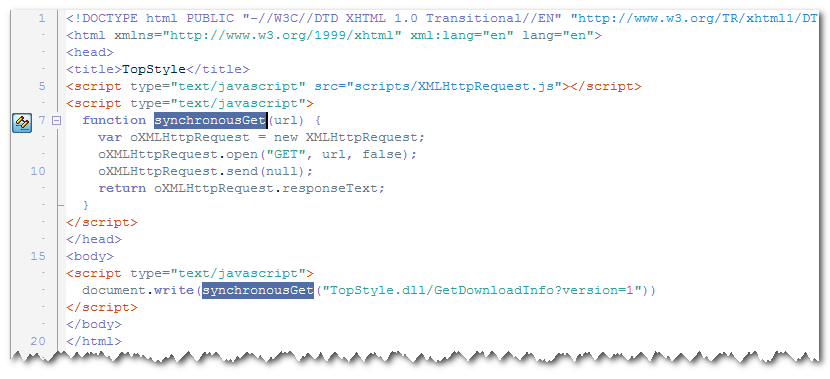 1 <!DOCTYPE html PUBLIC "-//W3C//DTD XHTML 1.0 Transitional//EN" "http://www.w3.org/TR/xhtml1/DT
<html xmlns="http://www.w3.org/1999/xhtml" xml:lang="en" lang="en">
<head>
<title>TopStyle</title>
5 <script type="text/javascript" src="scripts/XMLHttpRequest.js"></script>
<script type="text/javascript">
7 function synchronousGet(url) {
var oXMLHttpRequest = new XMLHttpRequest;
oXMLHttpRequest.open("GET", url, false);
10 oXMLHttpRequest.send(null);
return oXMLHttpRequest.responseText;
}
</script>
</head>
15 <body>
<script type="text/javascript">
document.write(synchronousGet("TopStyle.dll/GetDownloadInfo?version=1"))
</script>
</body>
20 </html>